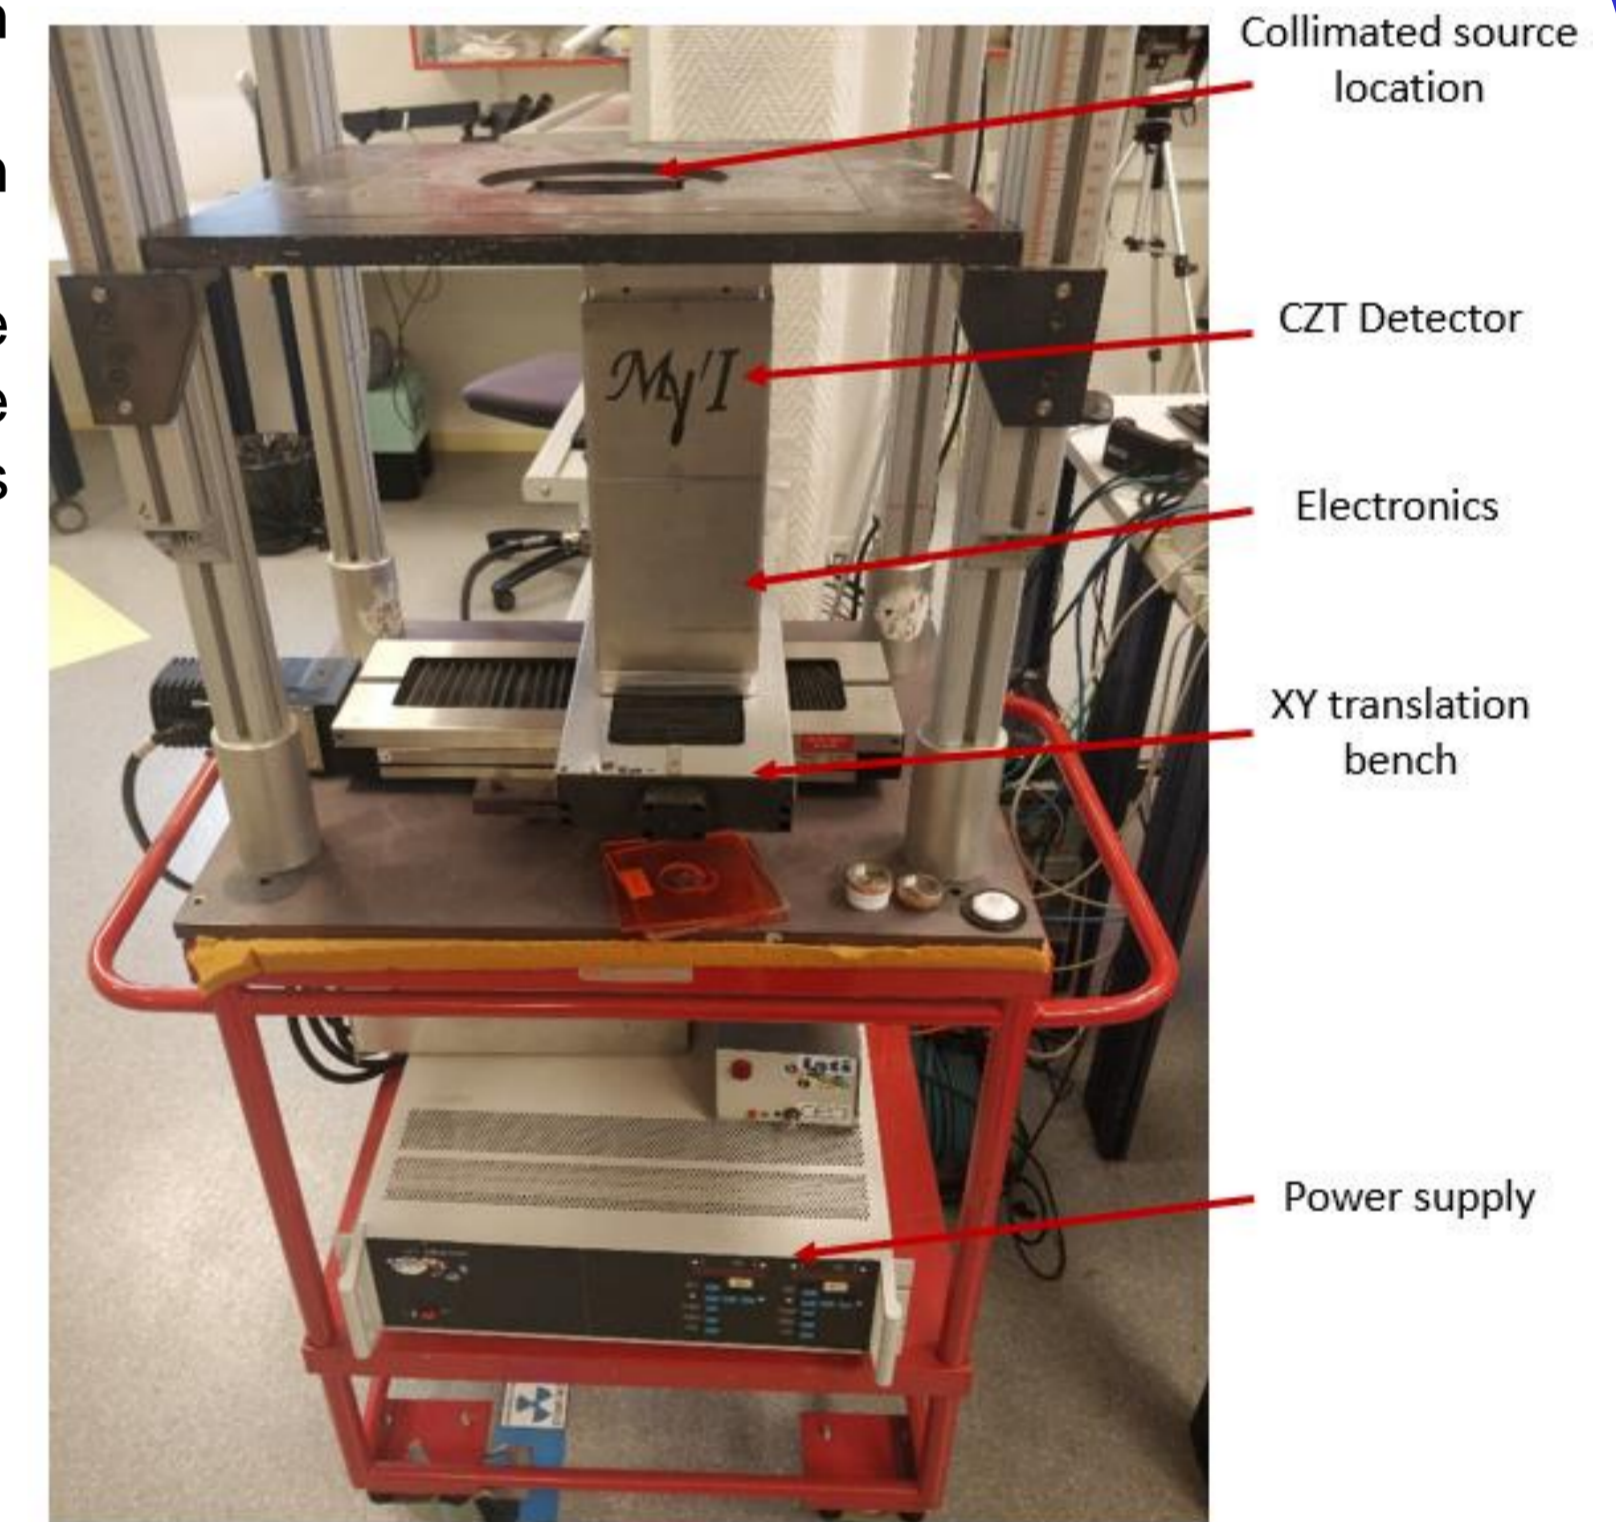 Collimated source
location
CZT Detector
My'I
Electronics
XY translation
bench
Power supply